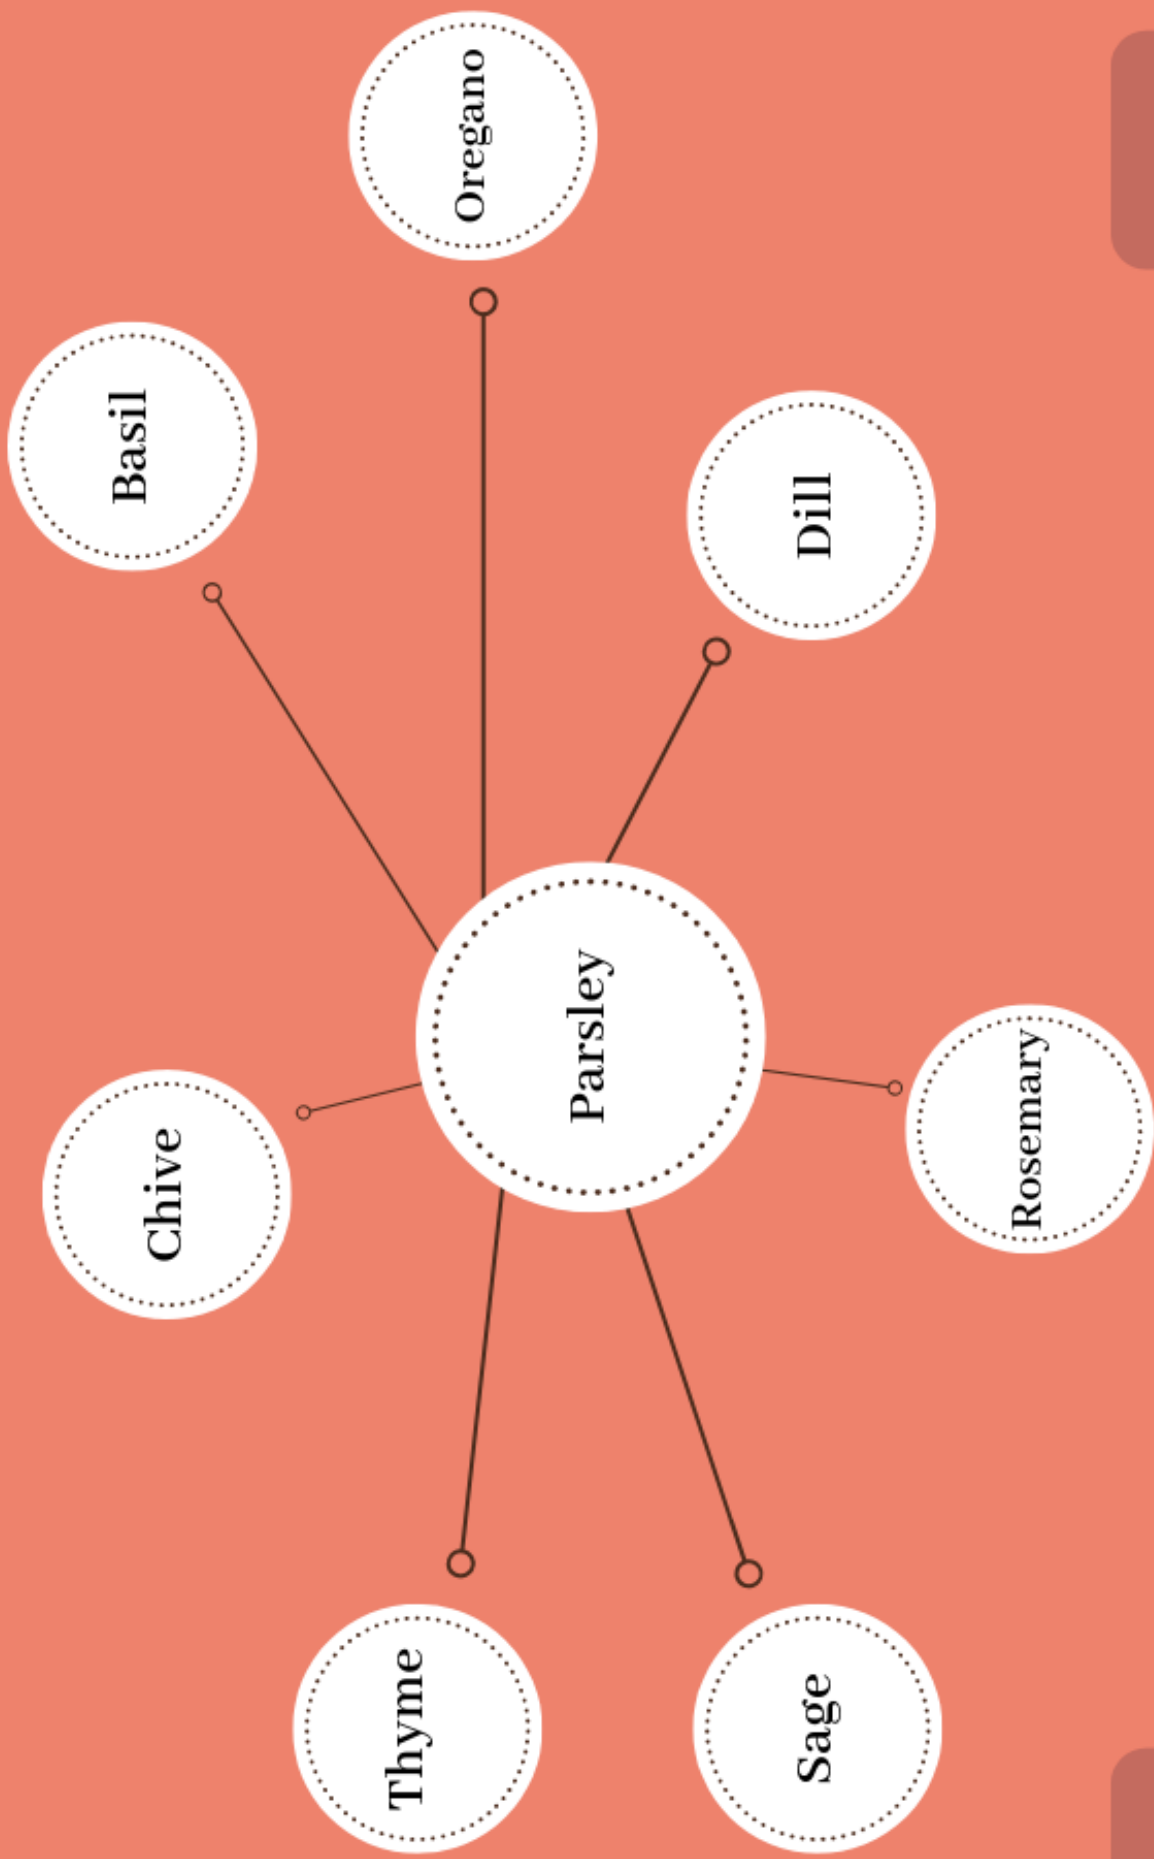 Chive
Basil
Thyme
Oregano
Parsley
Sage
Dill
Rosemary